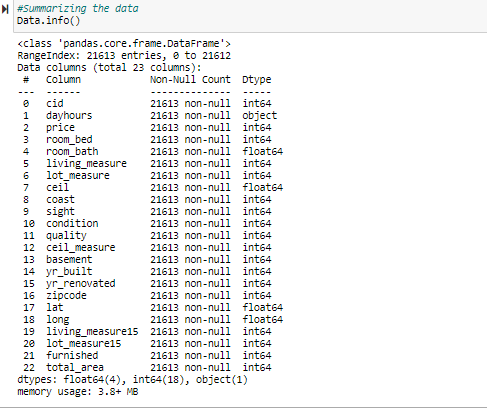 #Summarizing the data
Data.info()
<class 'pandas.core.frame.DataFrame'>
RangeIndex: 21613 entries, 0 to 21612
Data columns (total 23 columns):
 #   Column            Non-Null Count  Dtype
---  ------            --------------  -----
 0   cid               21613 non-null  int64
 1   dayhours          21613 non-null  object
 2   price             21613 non-null  int64
 3   room_bed          21613 non-null  int64
 4   room_bath         21613 non-null  float64
 5   living_measure    21613 non-null  int64
 6   lot_measure       21613 non-null  int64
 7   ceil              21613 non-null  float64
 8   coast             21613 non-null  int64
 9   sight             21613 non-null  int64
 10  condition         21613 non-null  int64
 11  quality           21613 non-null  int64
 12  ceil_measure      21613 non-null  int64
 13  basement          21613 non-null  int64
 14  yr_built          21613 non-null  int64
 15  yr_renovated      21613 non-null  int64
 16  zipcode           21613 non-null  int64
 17  lat               21613 non-null  float64
 18  long              21613 non-null  float64
 19  living_measure15  21613 non-null  int64
 20  lot_measure15     21613 non-null  int64
 21  furnished         21613 non-null  int64
 22  total_area        21613 non-null  int64
dtypes: float64(4), int64(18), object(1)
memory usage: 3.8+ MB